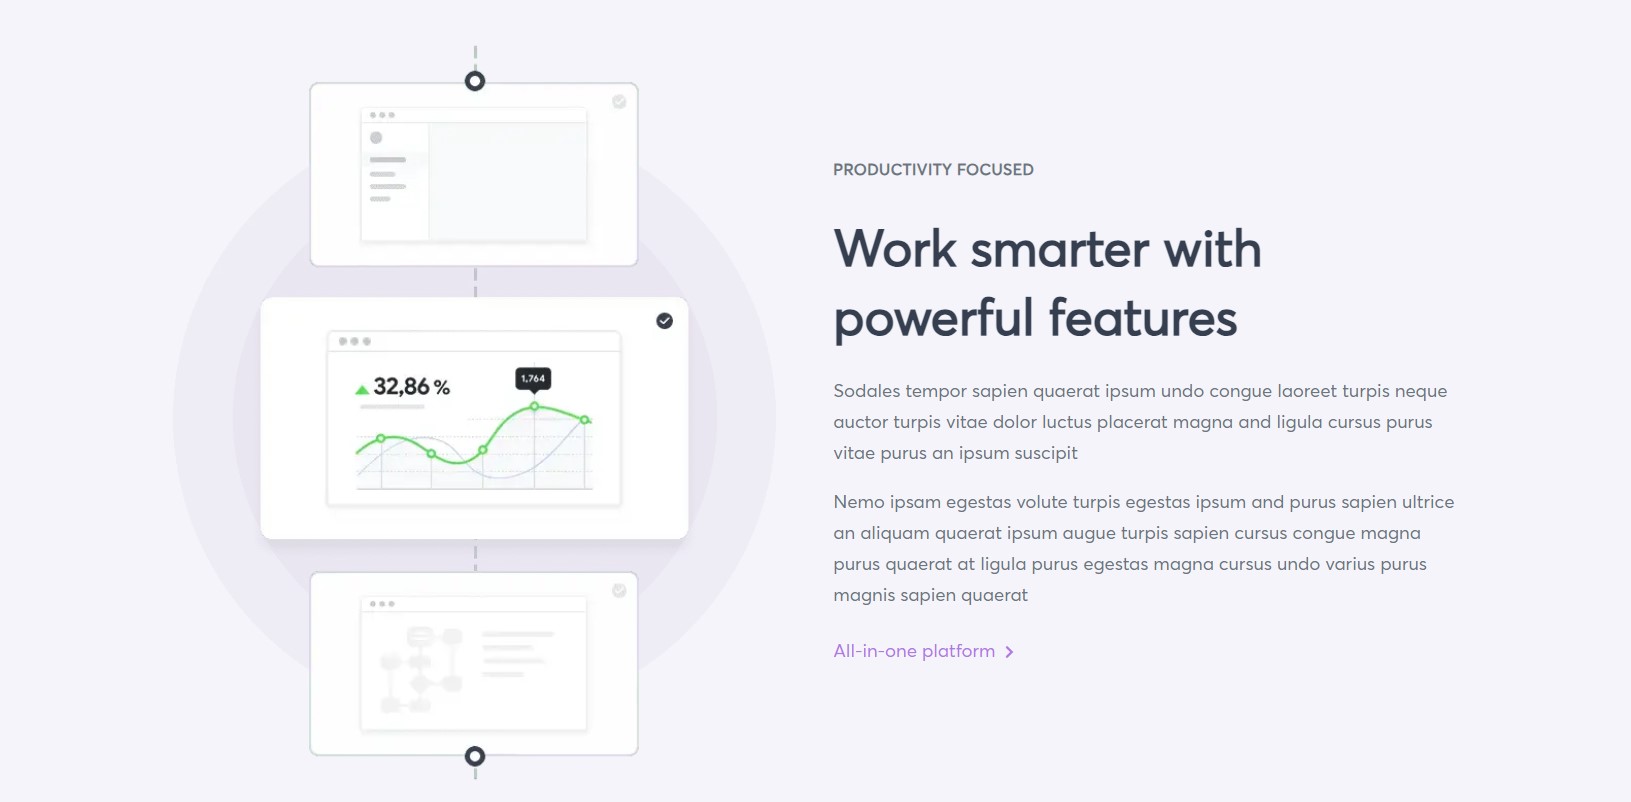 32,86 %
1,764
PRODUCTIVITY FOCUSED
Work smarter with
powerful features
Sodales tempor sapien quaerat ipsum undo congue laoreet turpis neque
auctor turpis vitae dolor luctus placerat magna and ligula cursus purus
vitae purus an ipsum suscipit
Nemo ipsam egestas volute turpis egestas ipsum and purus sapien ultrice
an aliquam quaerat ipsum augue turpis sapien cursus congue magna
purus quaerat at ligula purus egestas magna cursus undo varius purus
magnis sapien quaerat
All-in-one platform